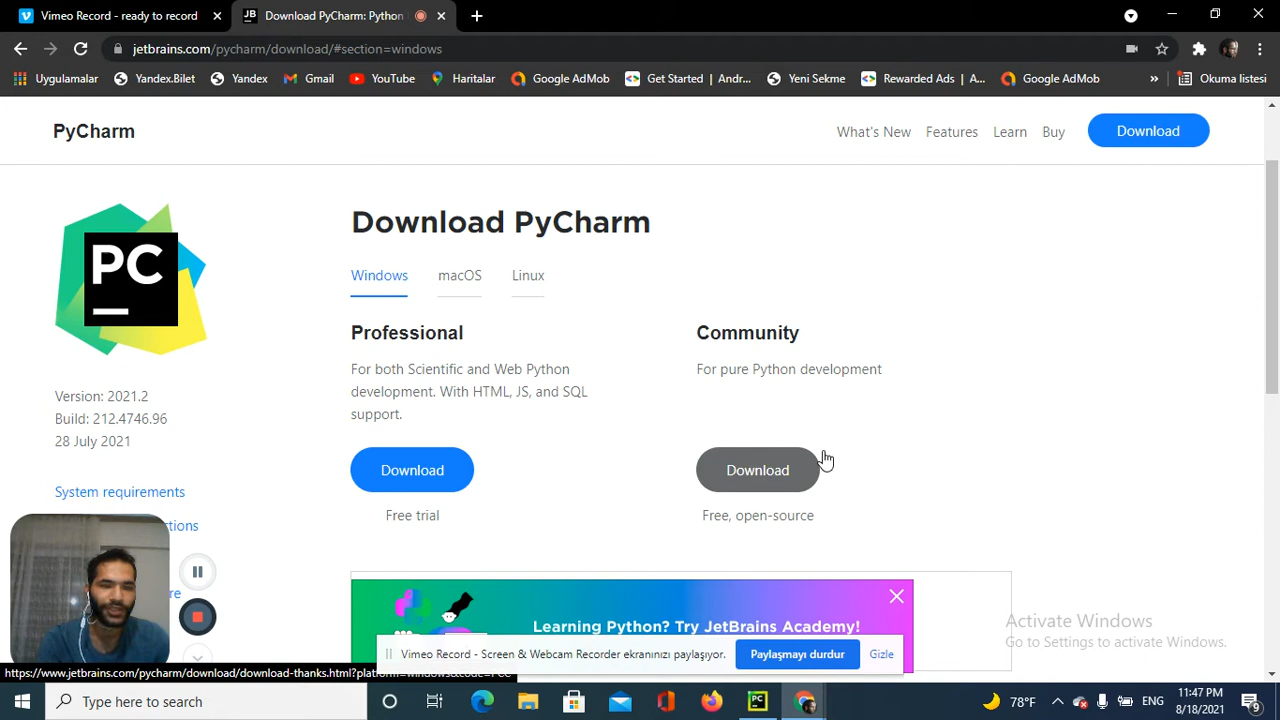 Vimeo Record - ready to record
JB Download PyCharm: Python
jetbrains.com/pycharm/download/#section=windows
Uygulamalar Yandex.Bilet Yandex Gmail YouTube Haritalar Google AdMob Get Started | Andr... Yeni Sekme Rewarded Ads | A... Google AdMob » Okuma listesi
PyCharm What's New Features Learn Buy Download
Download PyCharm
PC
Windows macOS Linux
Professional Community
For both Scientific and Web Python
development. With HTML, JS, and SQL
support.
For pure Python development
Version: 2021.2
Build: 212.4746.96
28 July 2021
Download Download
System requirements
Free trial Free, open-source
Learning Python? Try JetBrains Academy!
Activate Windows
Go to Settings to activate Windows.
Vimeo Record - Screen & Webcam Recorder ekranınızı paylaşıyor. Paylaşmayı durdur Gizle
Type here to search
78°F ENG
11:47 PM
8/18/2021
9